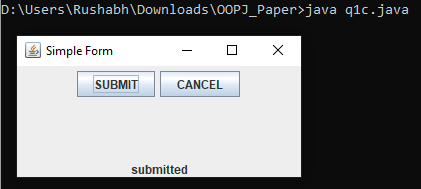 D:\Users\Rushabh\Downloads\OOPJ_Paper>java q1c.java
Simple Form
SUBMIT CANCEL
submitted